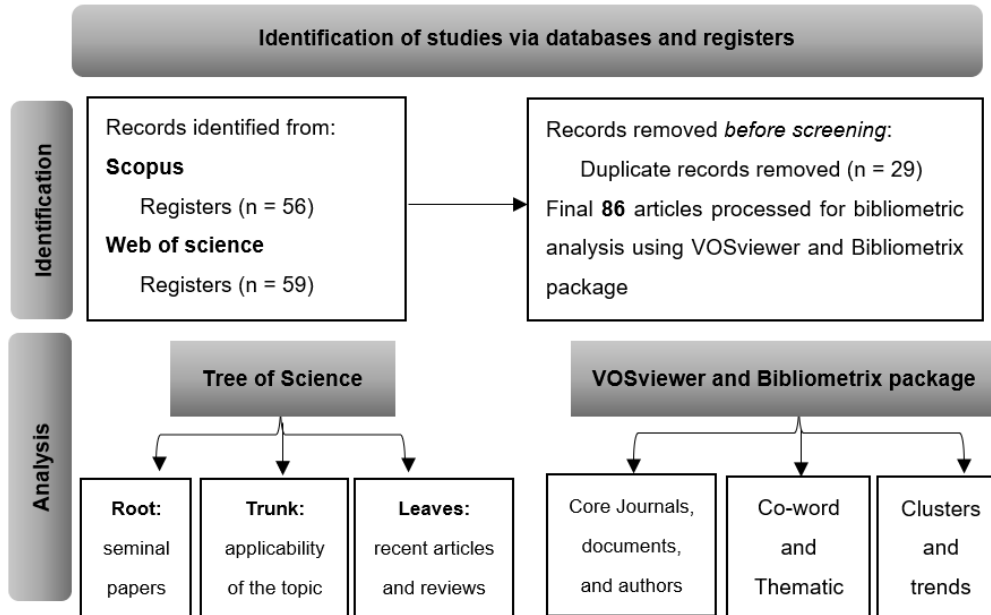 Identification of studies via databases and registers
Identification
Records identified from:
Scopus
Registers (n = 56)
Web of science
Registers (n = 59)
Records removed before screening:
Duplicate records removed (n = 29)
Final 86 articles processed for bibliometric
analysis using VOSviewer and Bibliometrix
package
Analysis
Tree of Science
VOSviewer and Bibliometrix package
Root:
seminal
papers
Trunk:
applicability
of the topic
Leaves:
recent articles
and reviews
Core Journals,
documents,
and authors
Co-word
and
Thematic
Clusters
and
trends